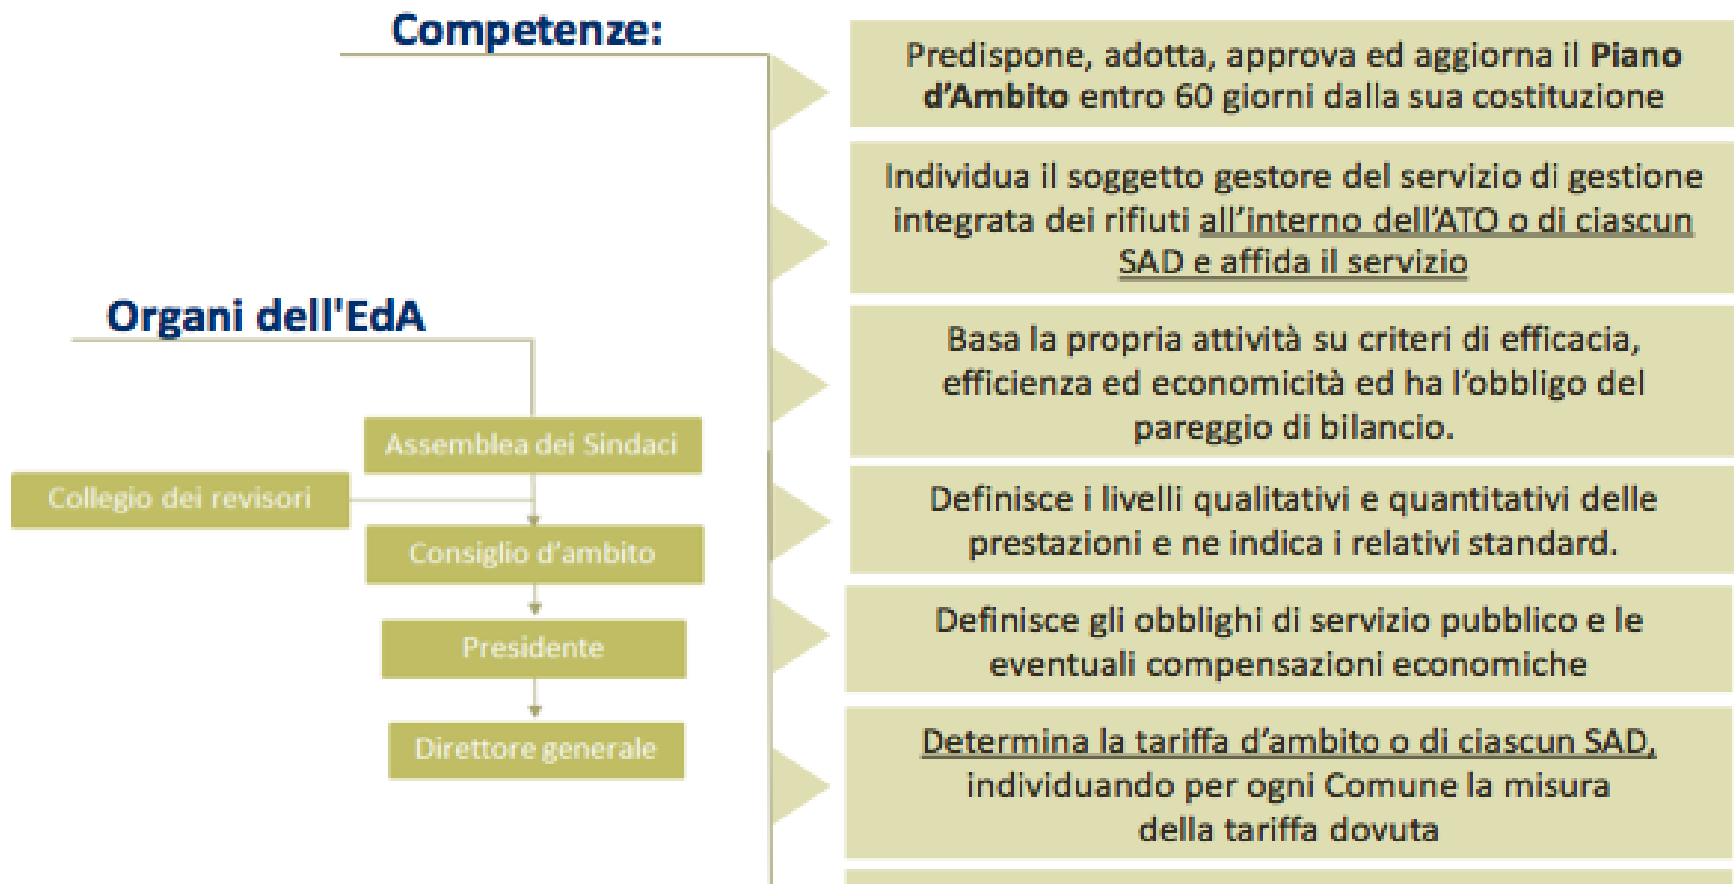 Competenze:
Predispone, adotta, approva ed aggiorna il Piano
d'Ambito entro 60 giorni dalla sua costituzione
Individua il soggetto gestore del servizio di gestione
integrata dei rifiuti all'interno dell'ATO o di ciascun
SAD e affida il servizio
Basa la propria attività su criteri di efficacia,
efficienza ed economicità ed ha l'obbligo del
pareggio di bilancio.
Definisce i livelli qualitativi e quantitativi delle
prestazioni e ne indica i relativi standard.
Definisce gli obblighi di servizio pubblico e le
eventuali compensazioni economiche
Determina la tariffa d'ambito o di ciascun SAD,
individuando per ogni Comune la misura
della tariffa dovuta
Organi dell'EdA
Assemblea dei Sindaci
Collegio dei revisori
Consiglio d'ambito
Presidente
Direttore generale